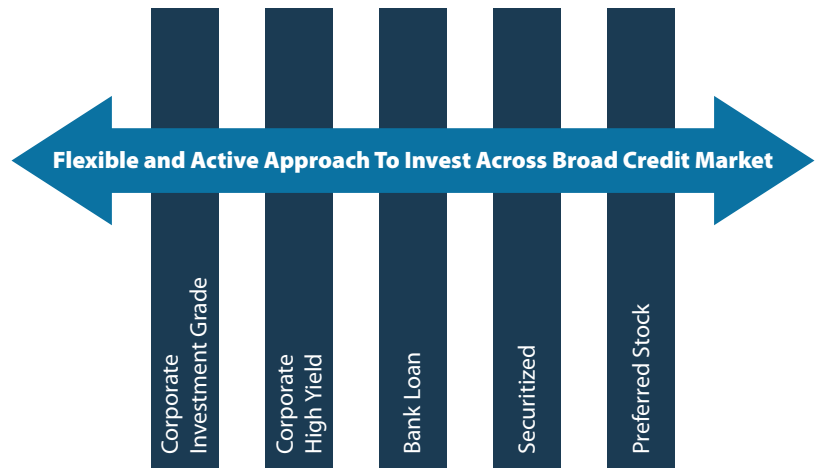 Flexible and Active Approach To Invest Across Broad Credit Market
Corporate
Investment Grade
Corporate
High Yield
Bank Loan
Securitized
Preferred Stock